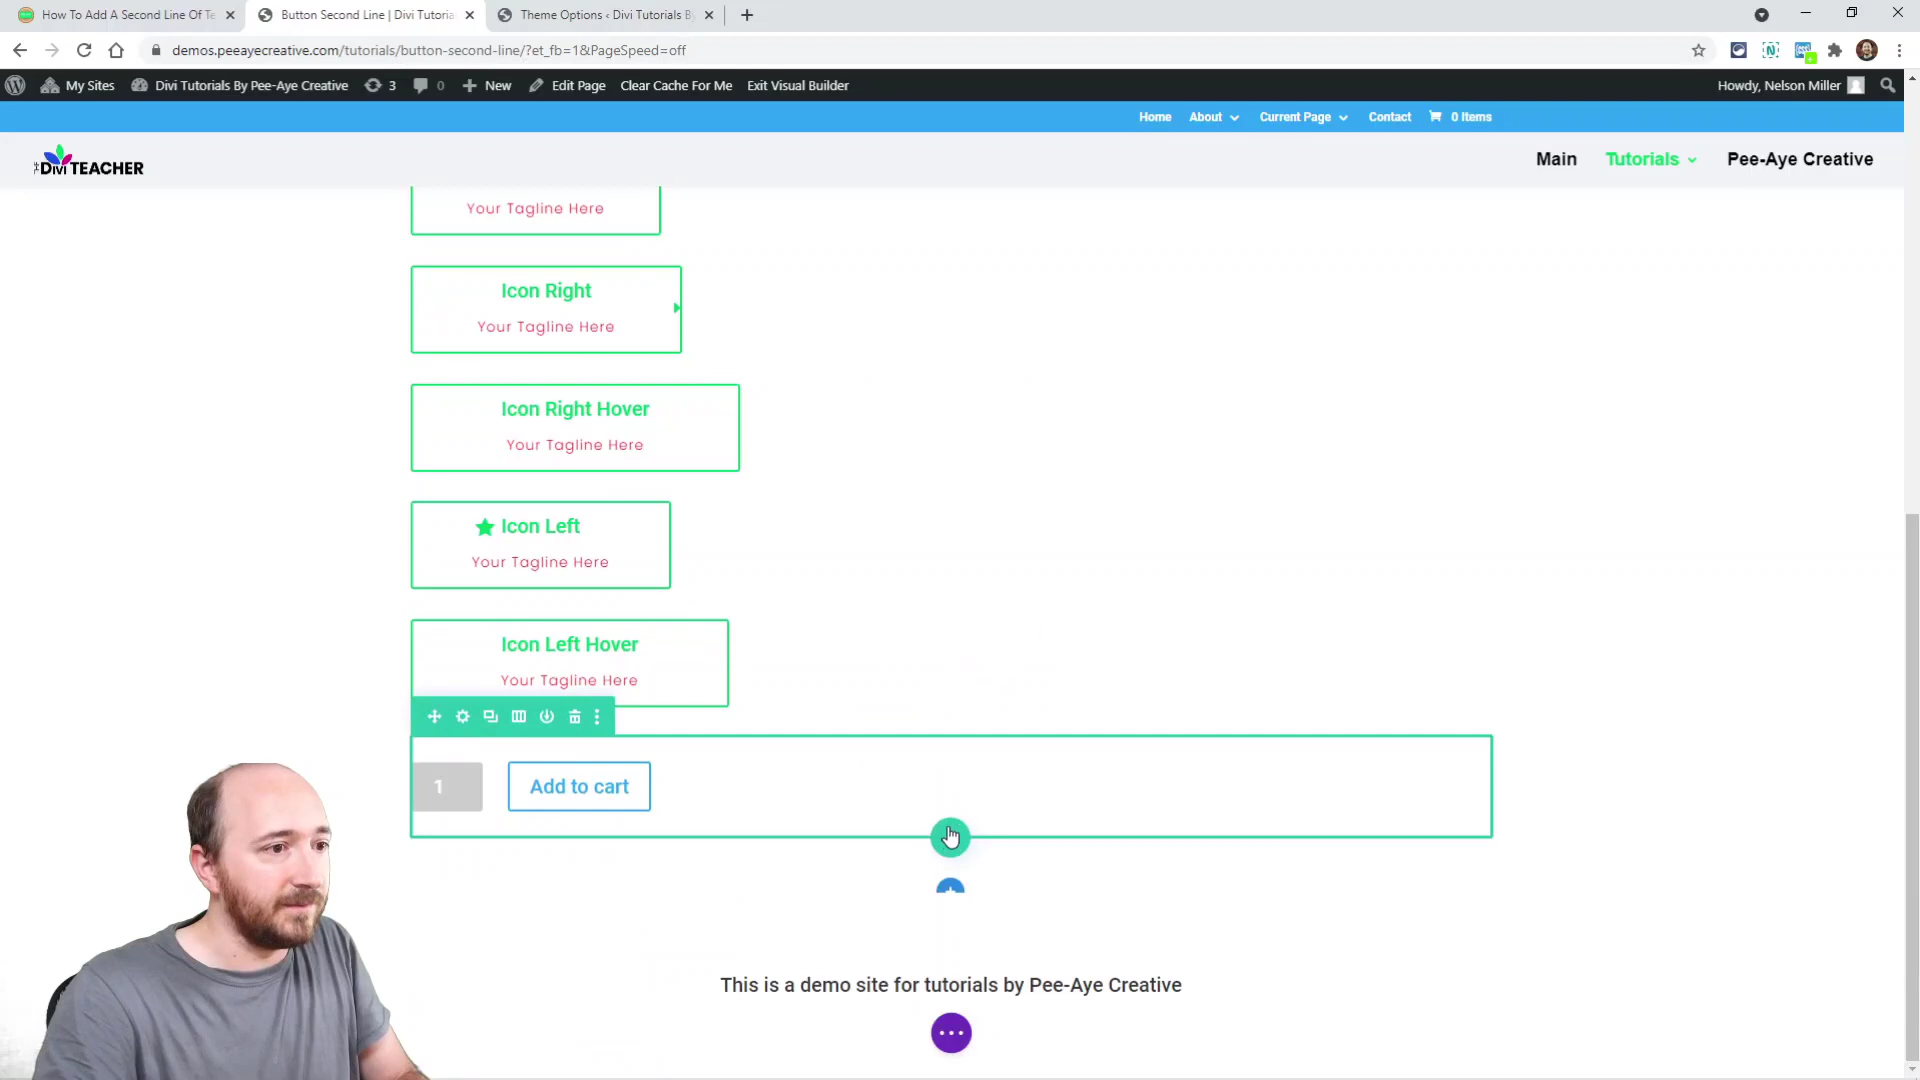 How To Add A Second Line Of Te
Button Second Line | Divi Tutoria
Theme Options ‹ Divi Tutorials By
demos.peeayecreative.com/tutorials/button-second-line/?et_fb=1&PageSpeed=off
My Sites Divi Tutorials By Pee-Aye Creative 3 0 New Edit Page Clear Cache For Me Exit Visual Builder Howdy, Nelson Miller
Home About Current Page Contact 0 Items
DIVI TEACHER
Main Tutorials Pee-Aye Creative
Your Tagline Here
Icon Right
Your Tagline Here
Icon Right Hover
Your Tagline Here
Icon Left
Your Tagline Here
Icon Left Hover
Your Tagline Here
1 Add to cart
This is a demo site for tutorials by Pee-Aye Creative